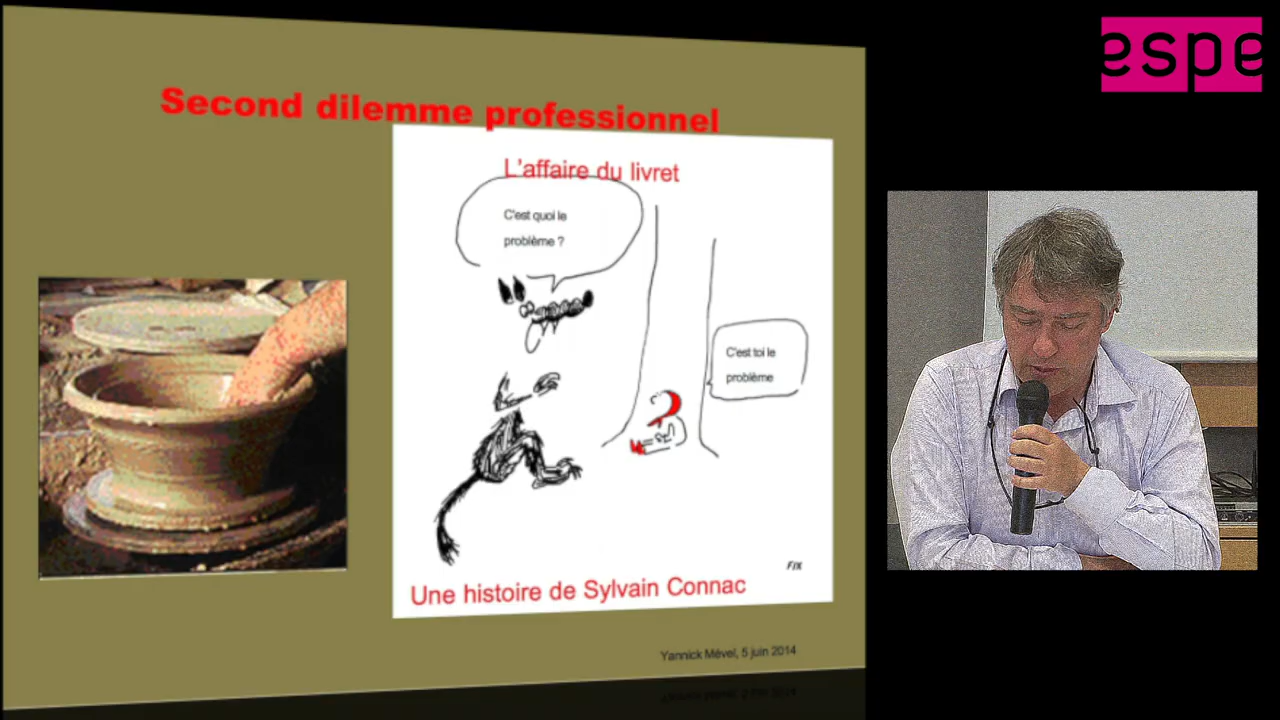 espe
Second dilemme professionnel
L'affaire du livret
C'est quoi le
problème ?
C'est toi le
problème
FIX
Une histoire de Sylvain Connac
Yannick Mével, 5 juin 2014